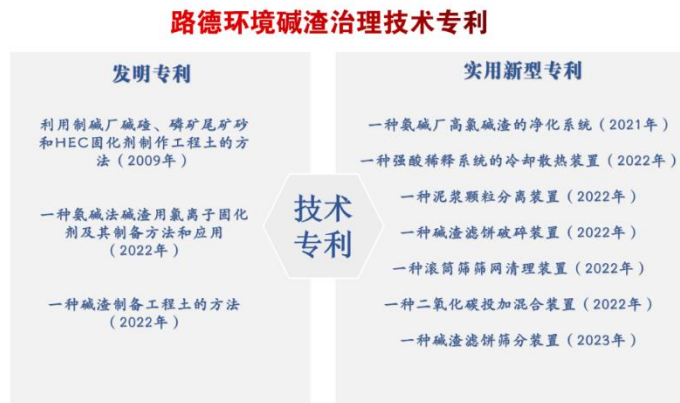 路德环境碱渣治理技术专利
发明专利
利用制碱厂碱碴、磷矿尾矿砂
和HEC固化剂制作工程土的方
法（2009年）
一种氨碱法碱渣用氯离子固化
剂及其制备方法和应用
（2022年）
一种碱渣制备工程土的方法
（2022年）
技术
专利
实用新型专利
一种氨碱厂高氯碱渣的净化系统（2021年）
一种强酸稀释系统的冷却散热装置（2022年）
一种泥浆颗粒分离装置（2022年）
一种碱渣滤饼破碎装置（2022年）
一种滚筒筛筛网清理装置（2022年）
一种二氧化碳投加混合装置（2022年）
一种碱渣滤饼筛分装置（2023年）